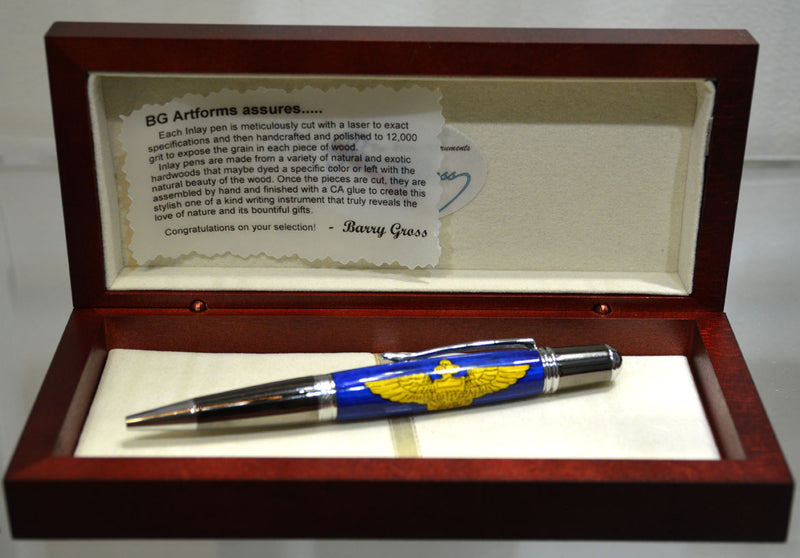 BG Artforms assures.....
Each Inlay pen is meticulously cut with a laser to exact
specifications and then handcrafted and polished to 12,000
grit to expose the grain in each piece of wood.
Inlay pens are made from a variety of natural and exotic
hardwoods that maybe dyed a specific color or left with the
natural beauty of the wood. Once the pieces are cut, they are
assembled by hand and finished with a CA glue to create this
stylish one of a kind writing instrument that truly reveals the
love of nature and its bountiful gifts.
Congratulations on your selection! - Barry Gross